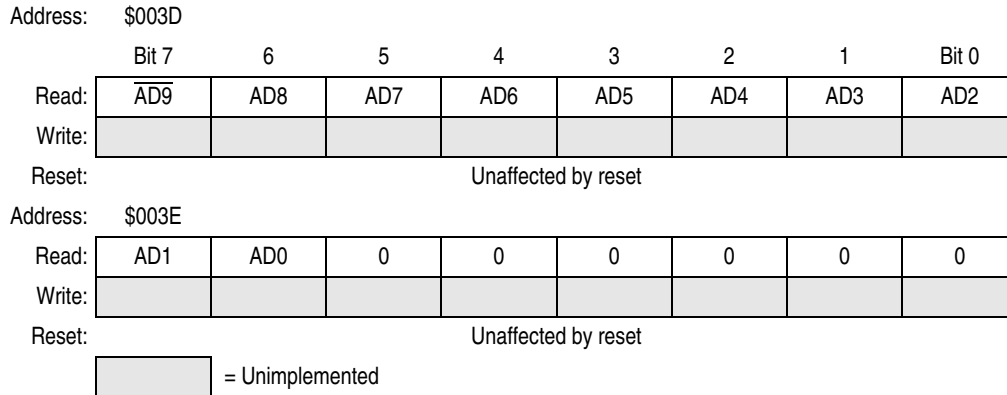 Address: $003D
Bit 7 6 5 4 3 2 1 Bit 0
Read: A̅D̅9̅ AD8 AD7 AD6 AD5 AD4 AD3 AD2
Write:
Reset: Unaffected by reset
Address: $003E
Read: AD1 AD0 0 0 0 0 0 0
Write:
Reset: Unaffected by reset
= Unimplemented